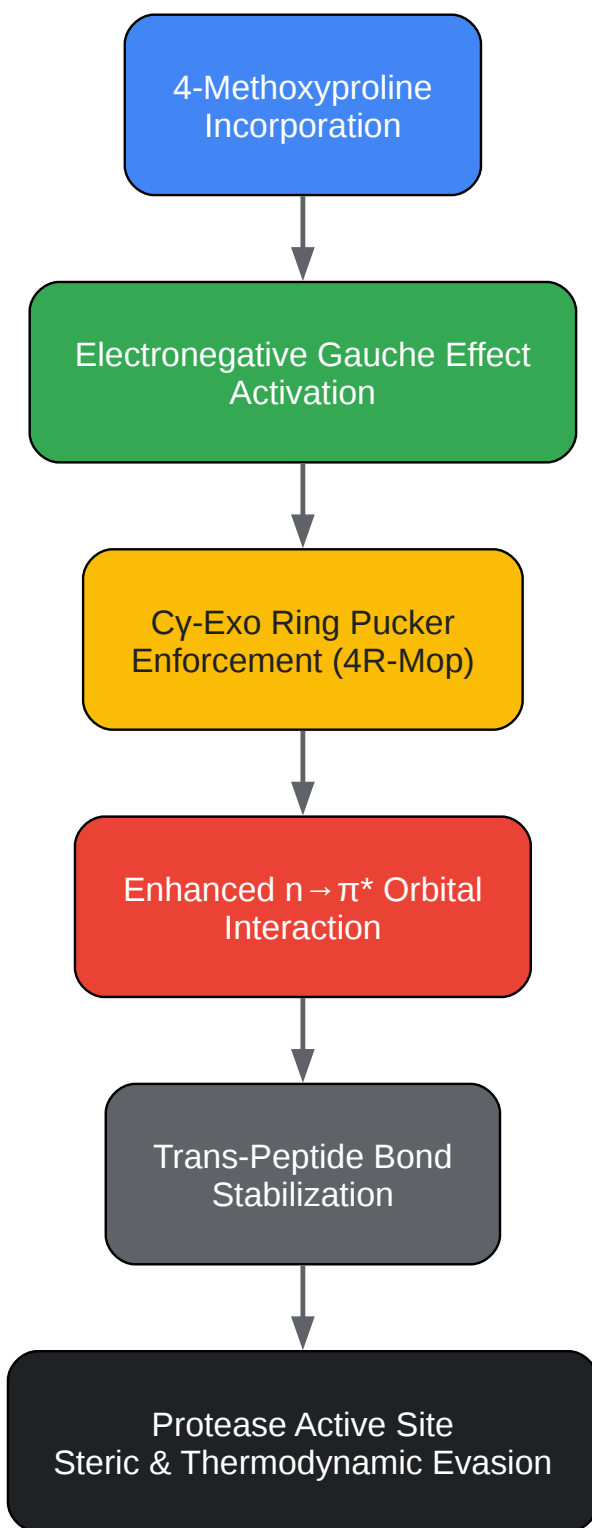 4-Methoxyproline
Incorporation
Electronegative Gauche Effect
Activation
Cγ-Exo Ring Pucker
Enforcement (4R-Mop)
Enhanced n→π* Orbital
Interaction
Trans-Peptide Bond
Stabilization
Protease Active Site
Steric & Thermodynamic Evasion